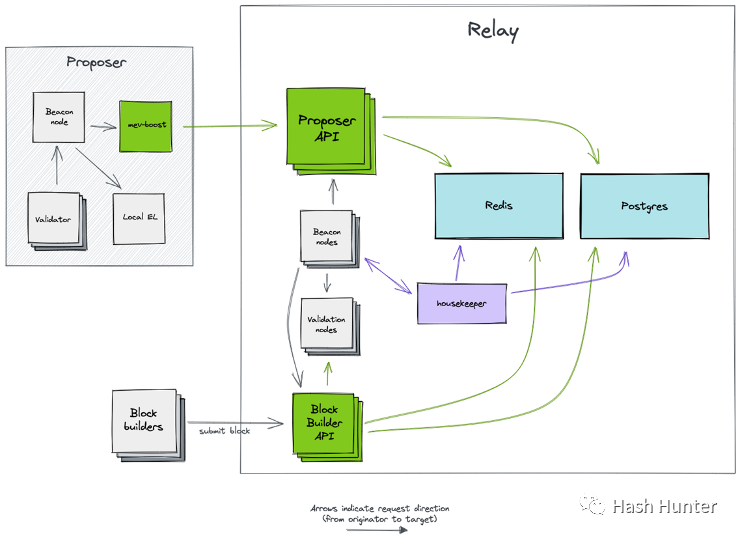 Relay
Proposer
Beacon
node
mev-boost
Validator
Local EL
Proposer
API
Redis
Postgres
Beacon
nodes
housekeeper
Validation
nodes
Block
builders
submit block
Block
Builder
API
Arrows indicate request direction
(from originator to target)
Hash Hunter